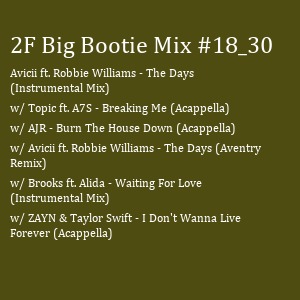 2F Big Bootie Mix #18_30
Avicii ft. Robbie Williams - The Days
(Instrumental Mix)
w/ Topic ft. A7S - Breaking Me (Acappella)
w/ AJR - Burn The House Down (Acappella)
w/ Avicii ft. Robbie Williams - The Days (Aventry
Remix)
w/ Brooks ft. Alida - Waiting For Love
(Instrumental Mix)
w/ ZAYN & Taylor Swift - I Don't Wanna Live
Forever (Acappella)